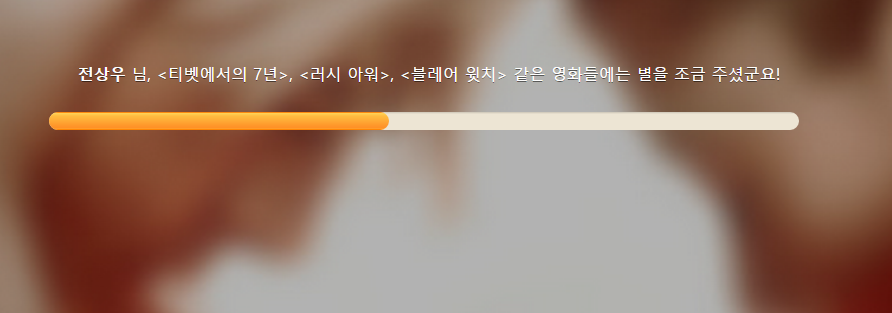 전상우 님, <티벳에서의 7년>, <러시 아워>, <블레어 윗치> 같은 영화들에는 별을 조금 주셨군요!